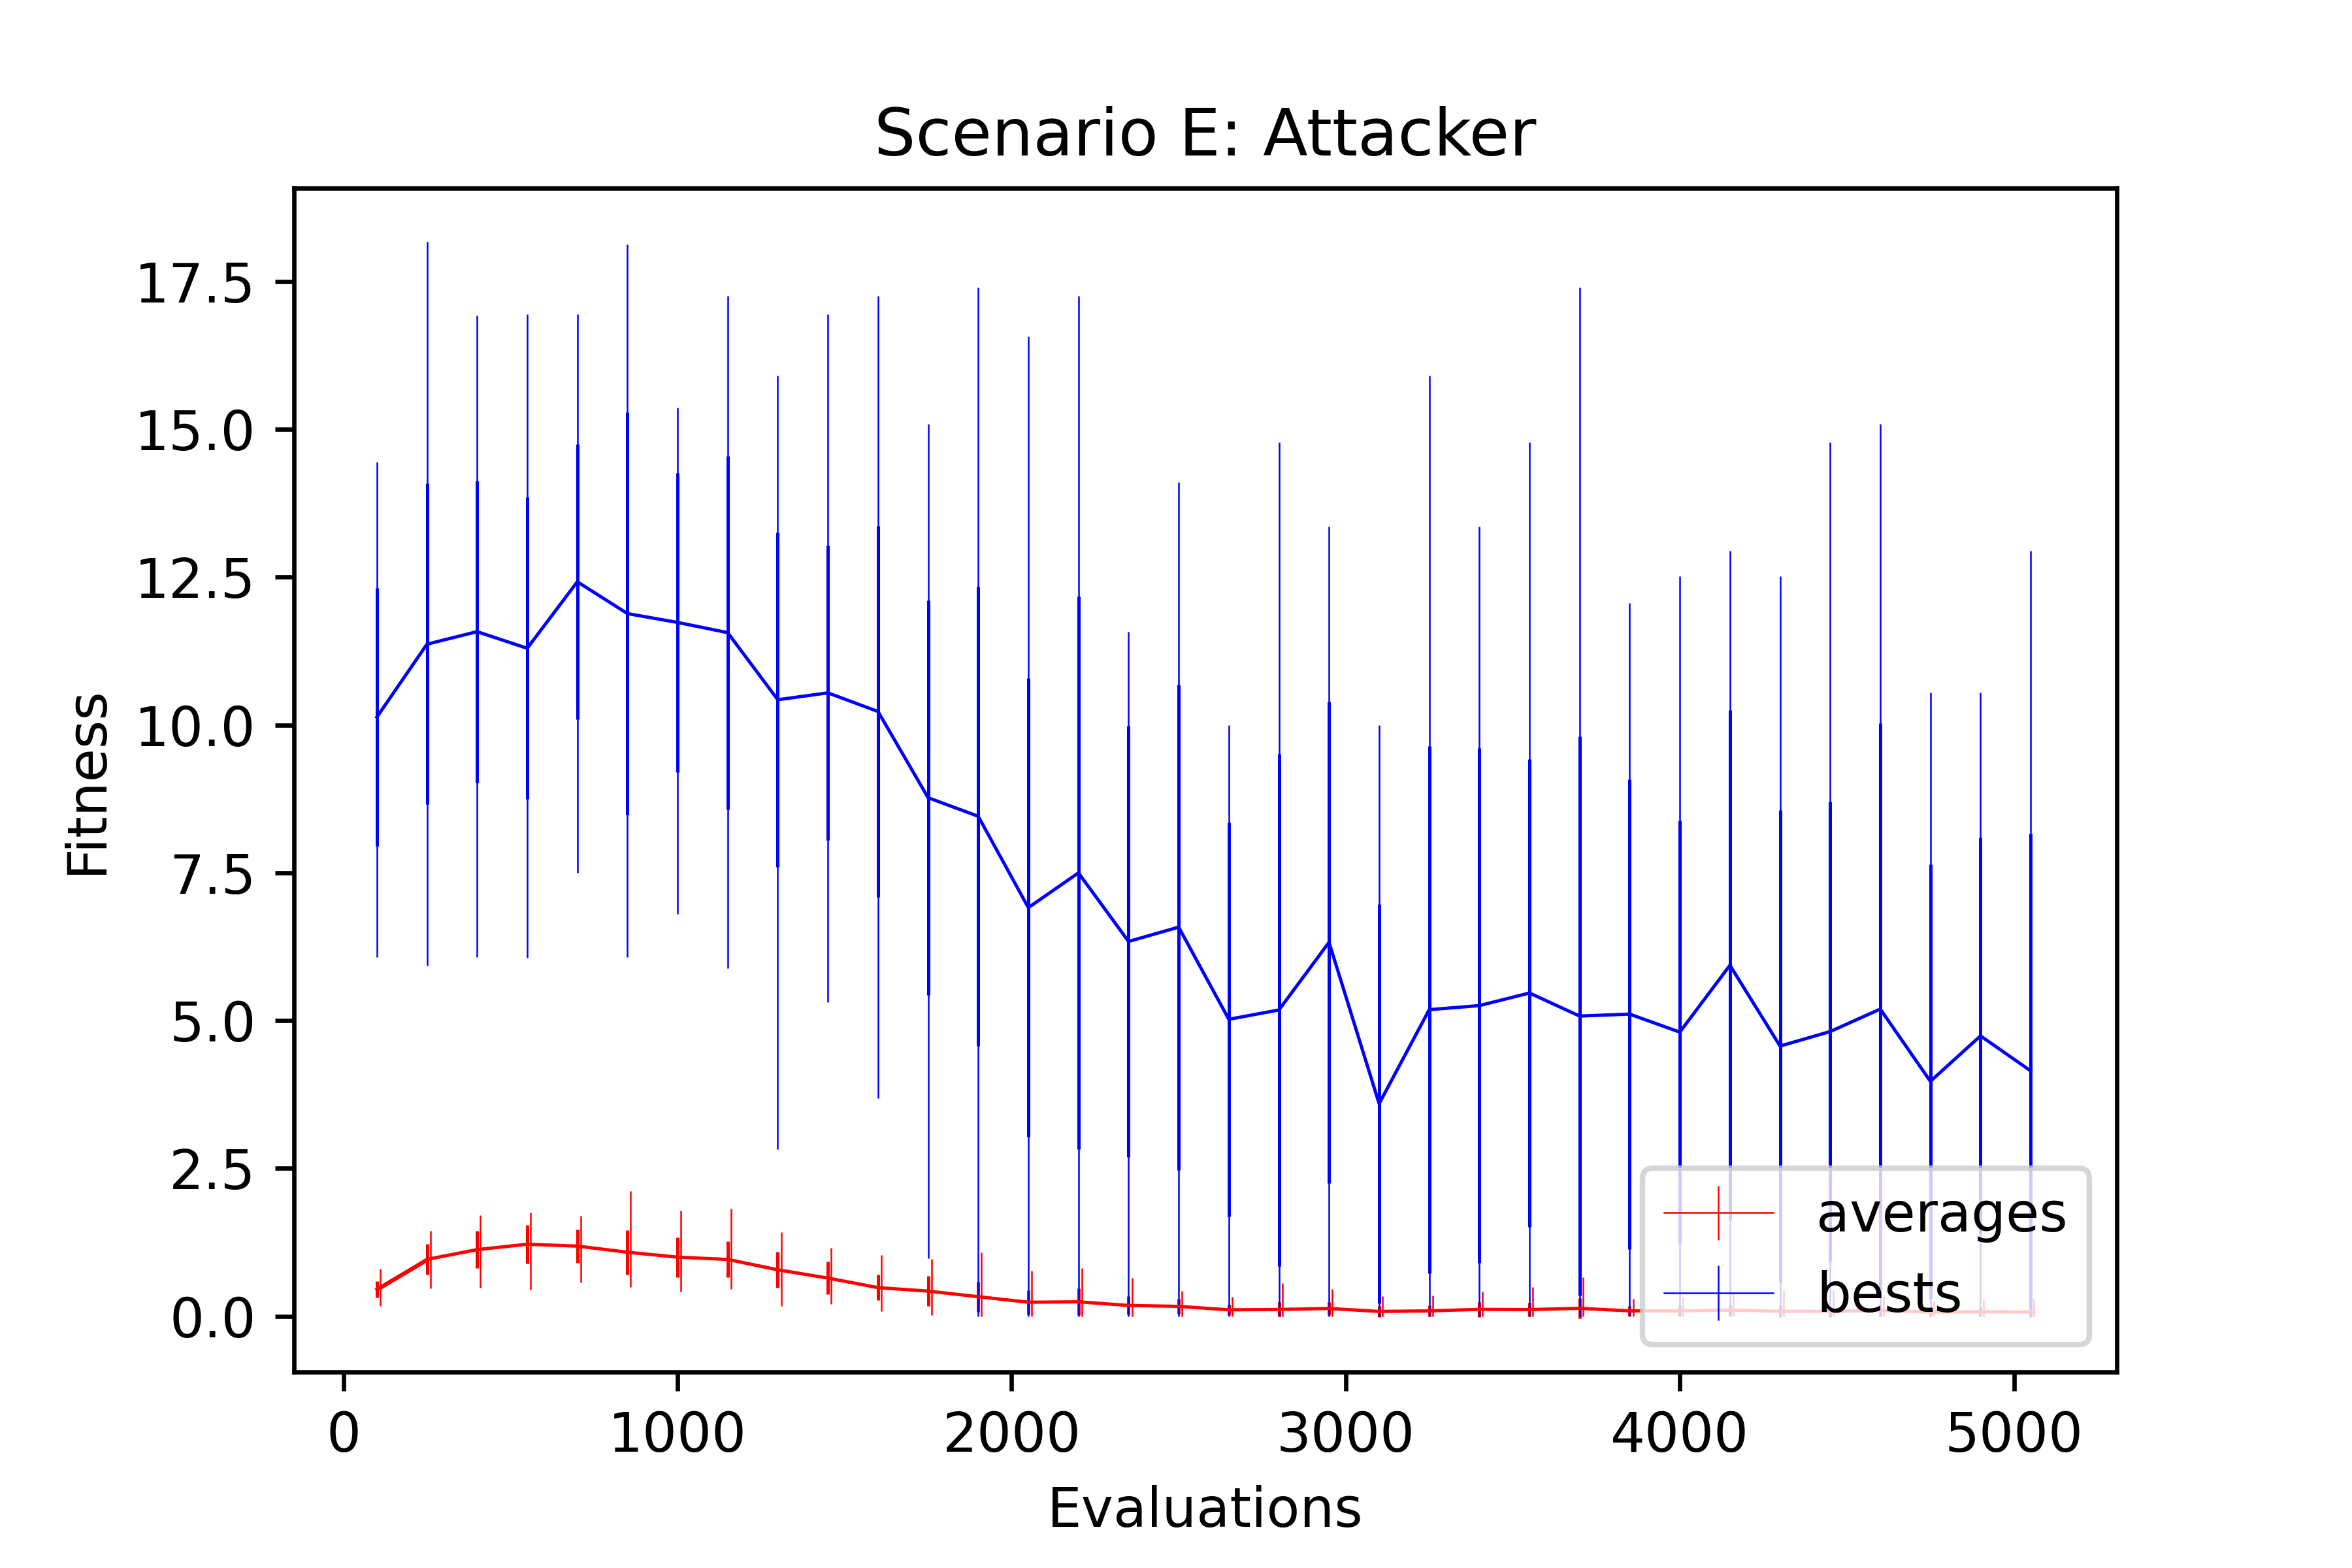 Scenario E: Attacker
17.5
15.0
12.5
10.0
7.5
5.0
2.5
0.0
Fitness
averages
bests
0 1000 2000 3000 4000 5000
Evaluations